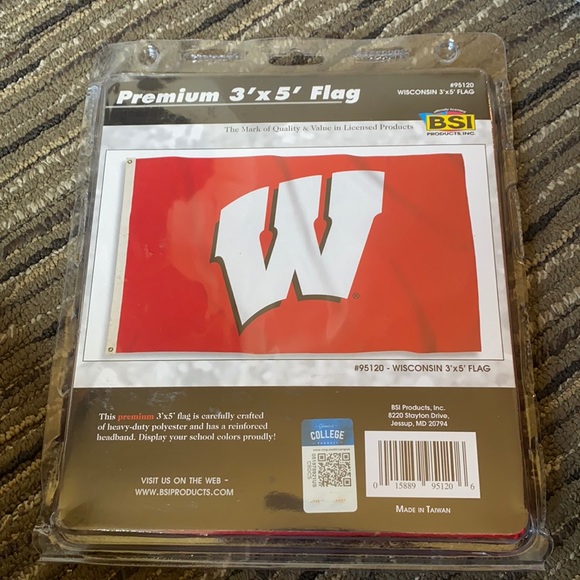 Premium 3'x5' Flag
#95120
WISCONSIN 3'x5' FLAG
The Mark of Quality & Value in Licensed Products
BSI
PRODUCTS, INC.
W
#95120 - WISCONSIN 3'x5' FLAG
This premium 3'x5' flag is carefully crafted
of heavy-duty polyester and has a reinforced
headband. Display your school colors proudly!
VISIT US ON THE WEB -
WWW.BSIPRODUCTS.COM
COLLEGE
BSI Products, Inc.
8220 Stayton Drive,
Jessup, MD 20794
0 15889 95120 6
MADE IN TAIWAN